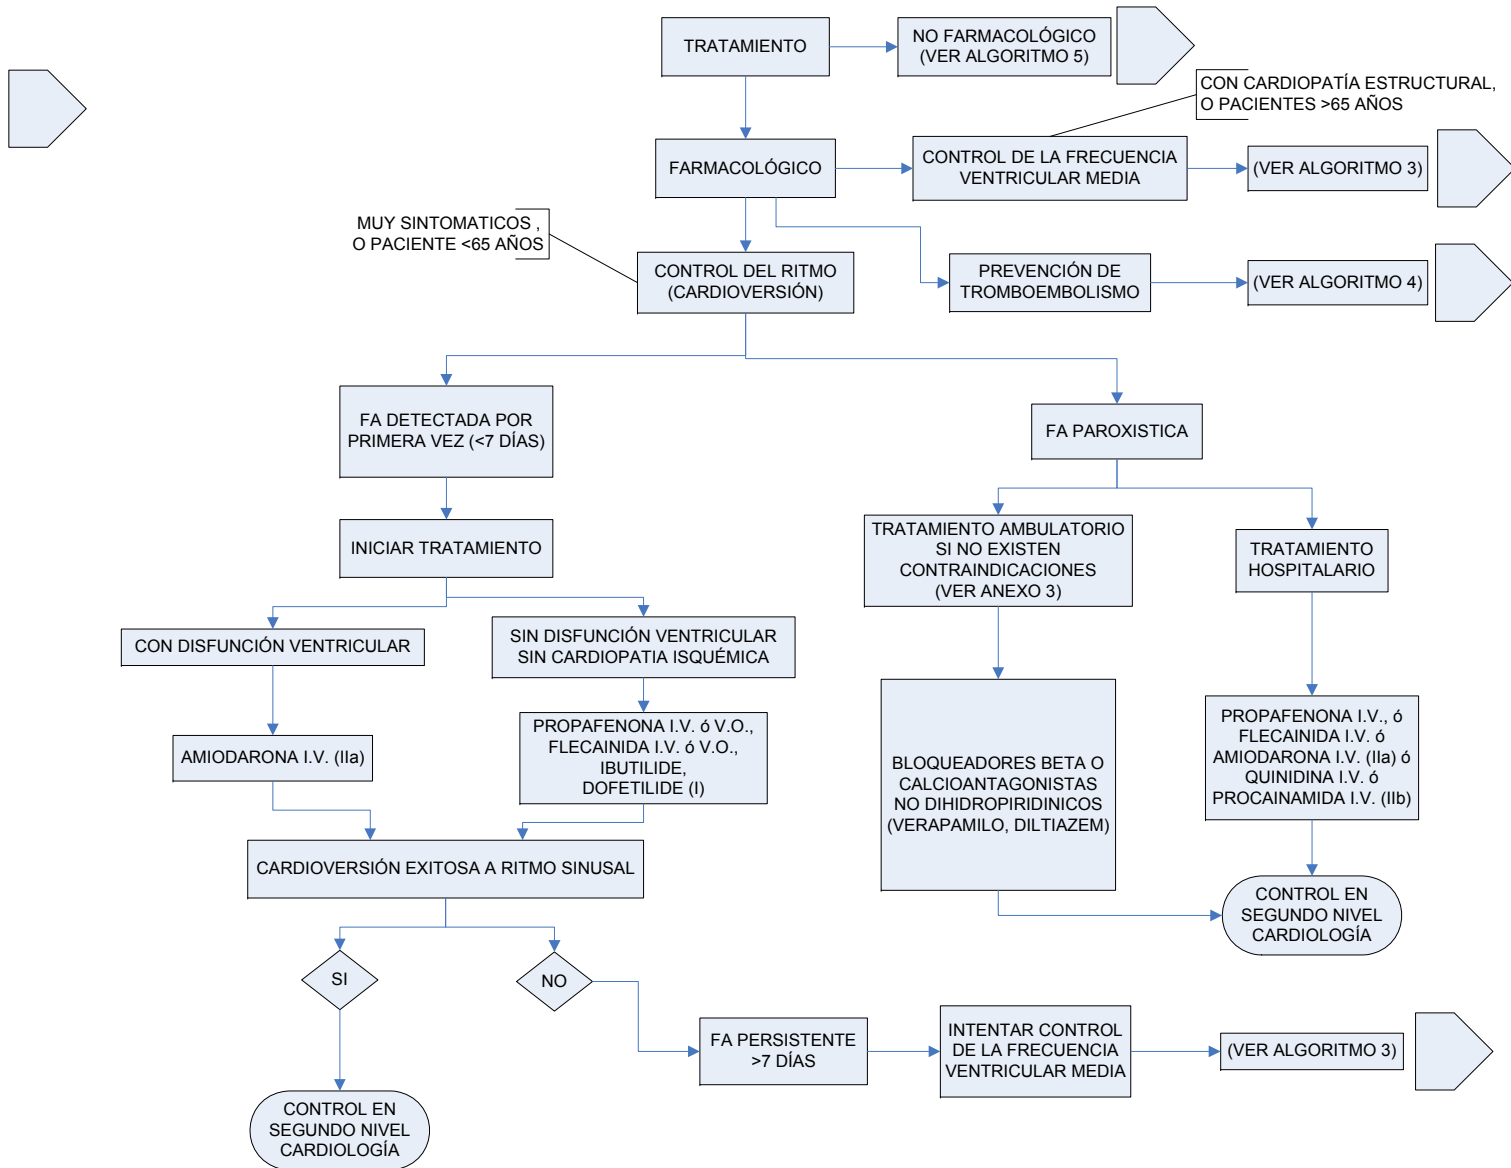 TRATAMIENTO
NO FARMACOLÓGICO
(VER ALGORITMO 5)
CON CARDIOPATÍA ESTRUCTURAL,
O PACIENTES >65 AÑOS
FARMACOLÓGICO
CONTROL DE LA FRECUENCIA
VENTRICULAR MEDIA
(VER ALGORITMO 3)
MUY SINTOMATICOS ,
O PACIENTE <65 AÑOS
CONTROL DEL RITMO
(CARDIOVERSIÓN)
PREVENCIÓN DE
TROMBOEMBOLISMO
(VER ALGORITMO 4)
FA DETECTADA POR
PRIMERA VEZ (<7 DÍAS)
FA PAROXISTICA
INICIAR TRATAMIENTO
TRATAMIENTO AMBULATORIO
SI NO EXISTEN
CONTRAINDICACIONES
(VER ANEXO 3)
TRATAMIENTO
HOSPITALARIO
CON DISFUNCIÓN VENTRICULAR
SIN DISFUNCIÓN VENTRICULAR
SIN CARDIOPATIA ISQUÉMICA
AMIODARONA I.V. (IIa)
PROPAFENONA I.V. ó V.O.,
FLECAINIDA I.V. ó V.O.,
IBUTILIDE,
DOFETILIDE (I)
BLOQUEADORES BETA O
CALCIOANTAGONISTAS
NO DIHIDROPIRIDINICOS
(VERAPAMILO, DILTIAZEM)
PROPAFENONA I.V., ó
FLECAINIDA I.V. ó
AMIODARONA I.V. (IIa) ó
QUINIDINA I.V. ó
PROCAINAMIDA I.V. (IIb)
CARDIOVERSIÓN EXITOSA A RITMO SINUSAL
CONTROL EN
SEGUNDO NIVEL
CARDIOLOGÍA
SI
NO
FA PERSISTENTE
>7 DÍAS
INTENTAR CONTROL
DE LA FRECUENCIA
VENTRICULAR MEDIA
(VER ALGORITMO 3)
CONTROL EN
SEGUNDO NIVEL
CARDIOLOGÍA